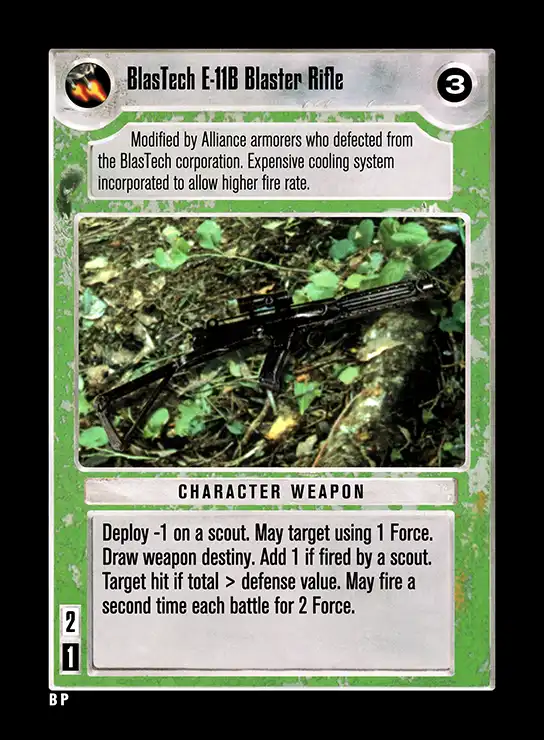 BlasTech E-11B Blaster Rifle
3
Modified by Alliance armorers who defected from
the BlasTech corporation. Expensive cooling system
incorporated to allow higher fire rate.
CHARACTER WEAPON
Deploy -1 on a scout. May target using 1 Force.
Draw weapon destiny. Add 1 if fired by a scout.
Target hit if total > defense value. May fire a
second time each battle for 2 Force.
2
1
B P